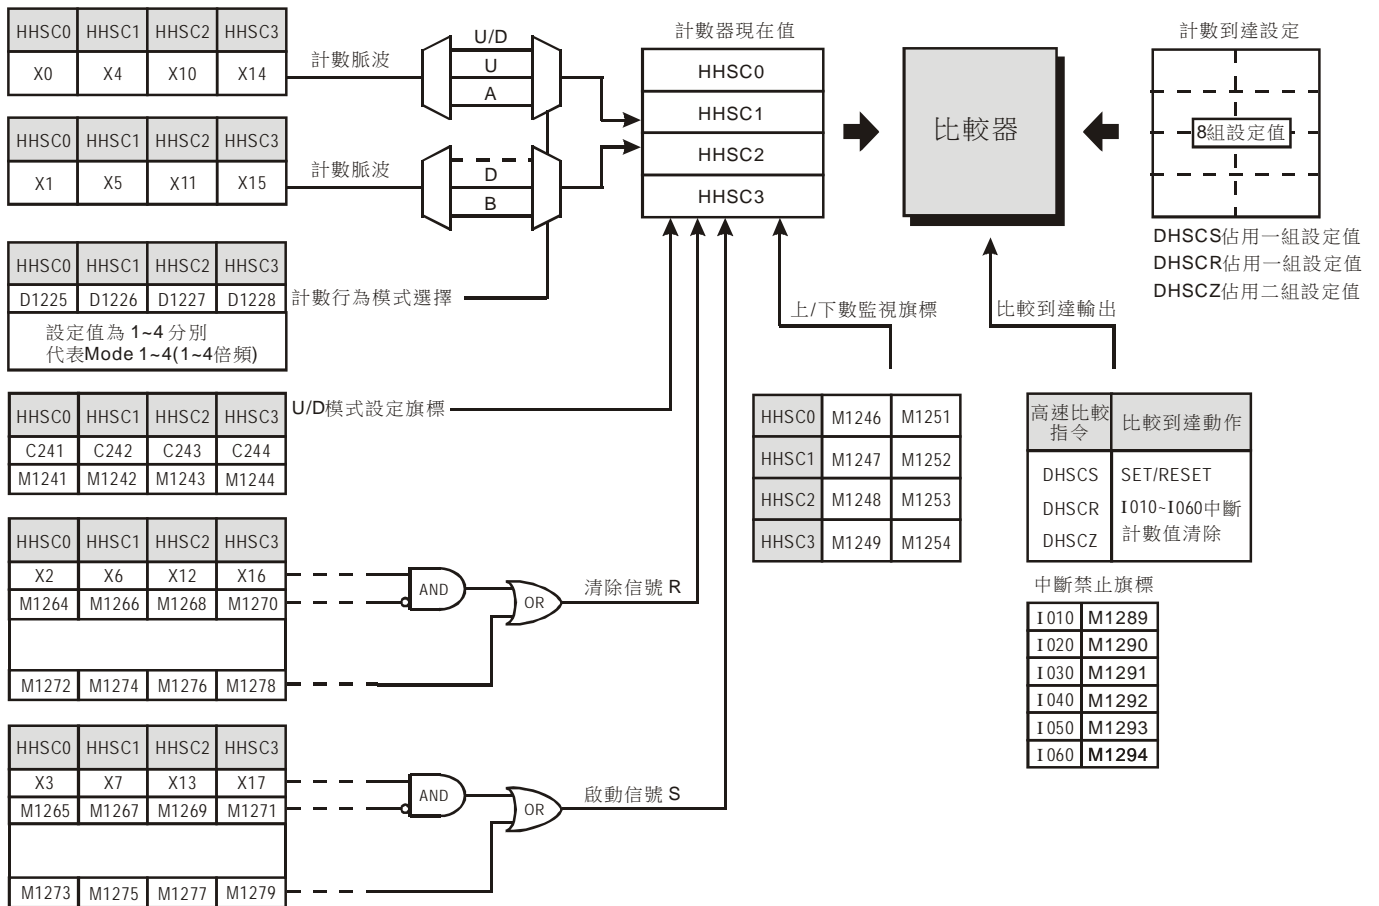 HHSC0 HHSC1 HHSC2 HHSC3
X0 X4 X10 X14
計數脈波
U/D
U
A
HHSC0 HHSC1 HHSC2 HHSC3
X1 X5 X11 X15
計數脈波
D
B
HHSC0 HHSC1 HHSC2 HHSC3
D1225 D1226 D1227 D1228
設定值為 1~4 分別
代表Mode 1~4(1~4倍頻)
計數行為模式選擇
HHSC0 HHSC1 HHSC2 HHSC3
C241 C242 C243 C244
M1241 M1242 M1243 M1244
U/D模式設定旗標
HHSC0 HHSC1 HHSC2 HHSC3
X2 X6 X12 X16
M1264 M1266 M1268 M1270
M1272 M1274 M1276 M1278
AND
OR
清除信號 R
HHSC0 HHSC1 HHSC2 HHSC3
X3 X7 X13 X17
M1265 M1267 M1269 M1271
M1273 M1275 M1277 M1279
AND
OR
啟動信號 S
計數器現在值
HHSC0
HHSC1
HHSC2
HHSC3
比較器
計數到達設定
8組設定值
DHSCS佔用一組設定值
DHSCR佔用一組設定值
DHSCZ佔用二組設定值
上/下數監視旗標
比較到達輸出
HHSC0 M1246 M1251
HHSC1 M1247 M1252
HHSC2 M1248 M1253
HHSC3 M1249 M1254
高速比較
指令
比較到達動作
DHSCS SET/RESET
DHSCR I010~I060中斷
DHSCZ 計數值清除
中斷禁止旗標
I010 M1289
I020 M1290
I030 M1291
I040 M1292
I050 M1293
I060 M1294